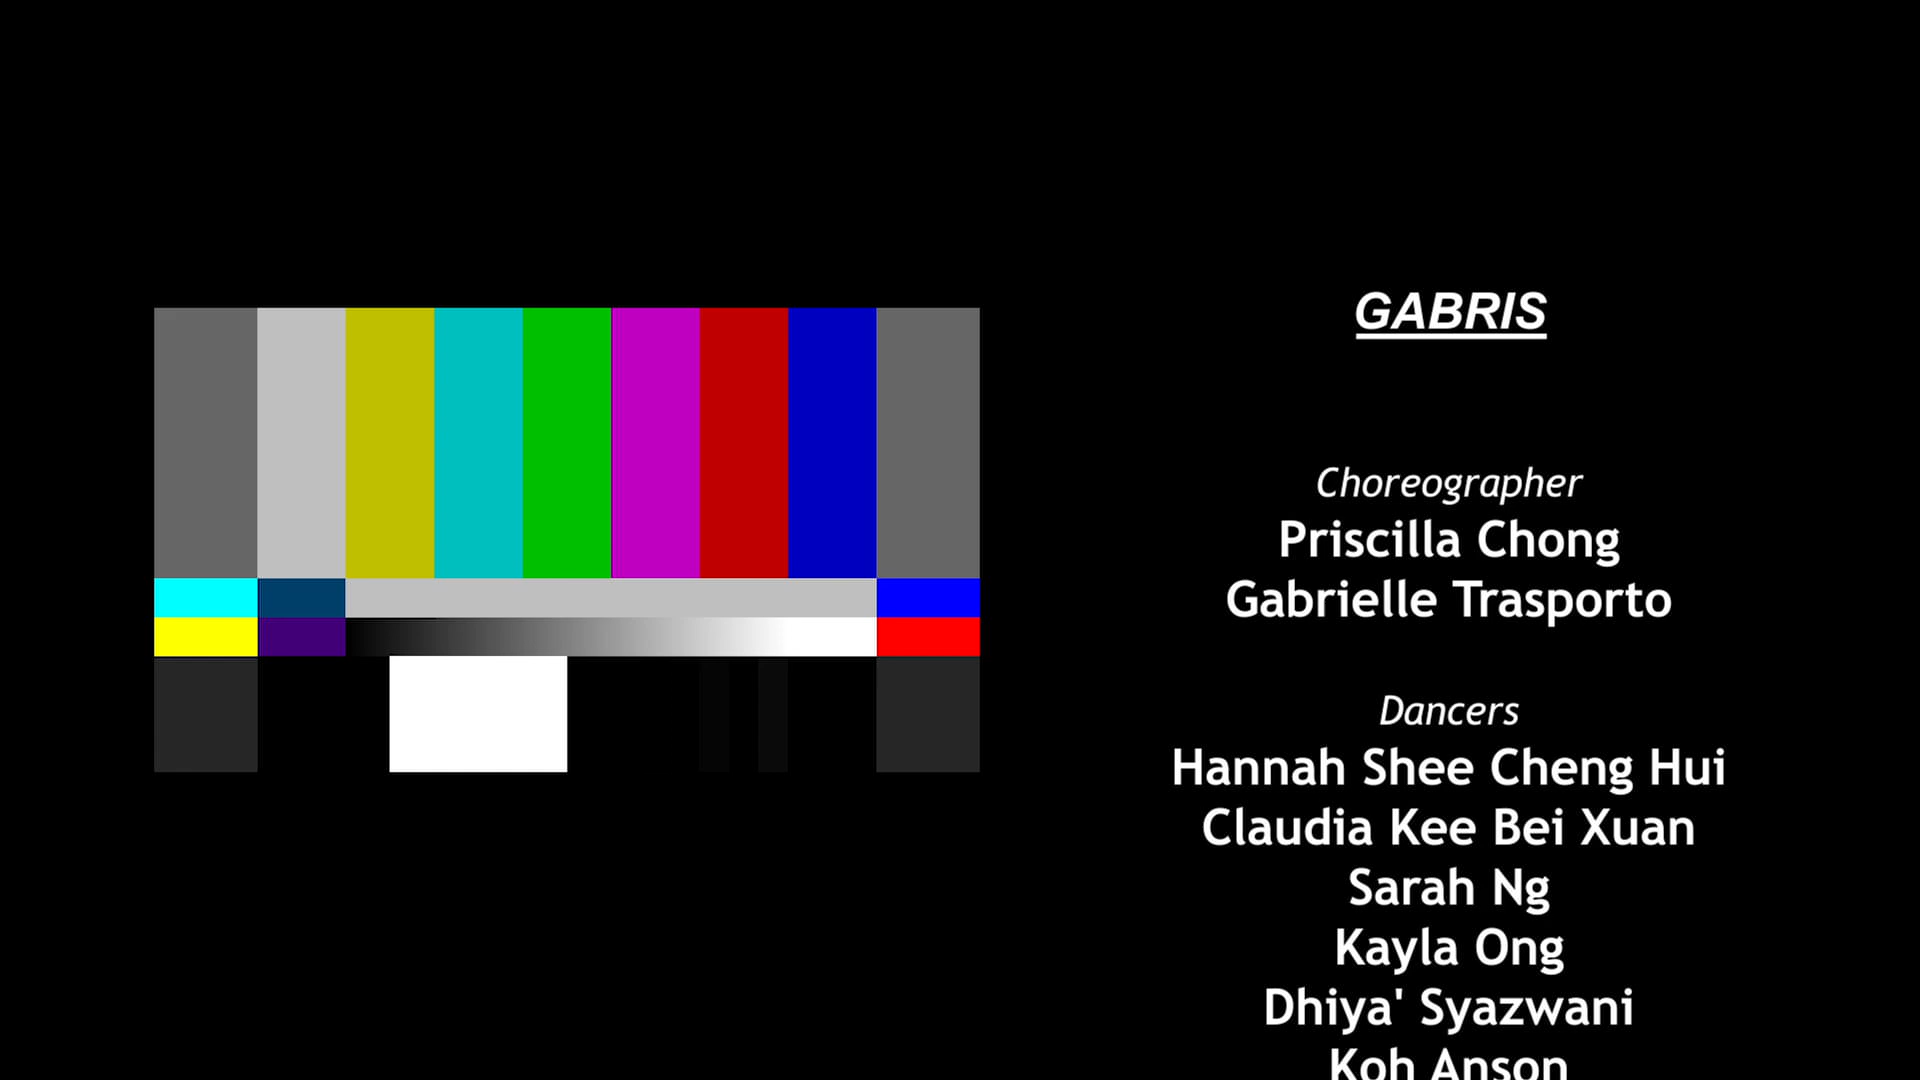 GABRIS
Choreographer
Priscilla Chong
Gabrielle Trasporto
Dancers
Hannah Shee Cheng Hui
Claudia Kee Bei Xuan
Sarah Ng
Kayla Ong
Dhiya' Syazwani
Koh Anson